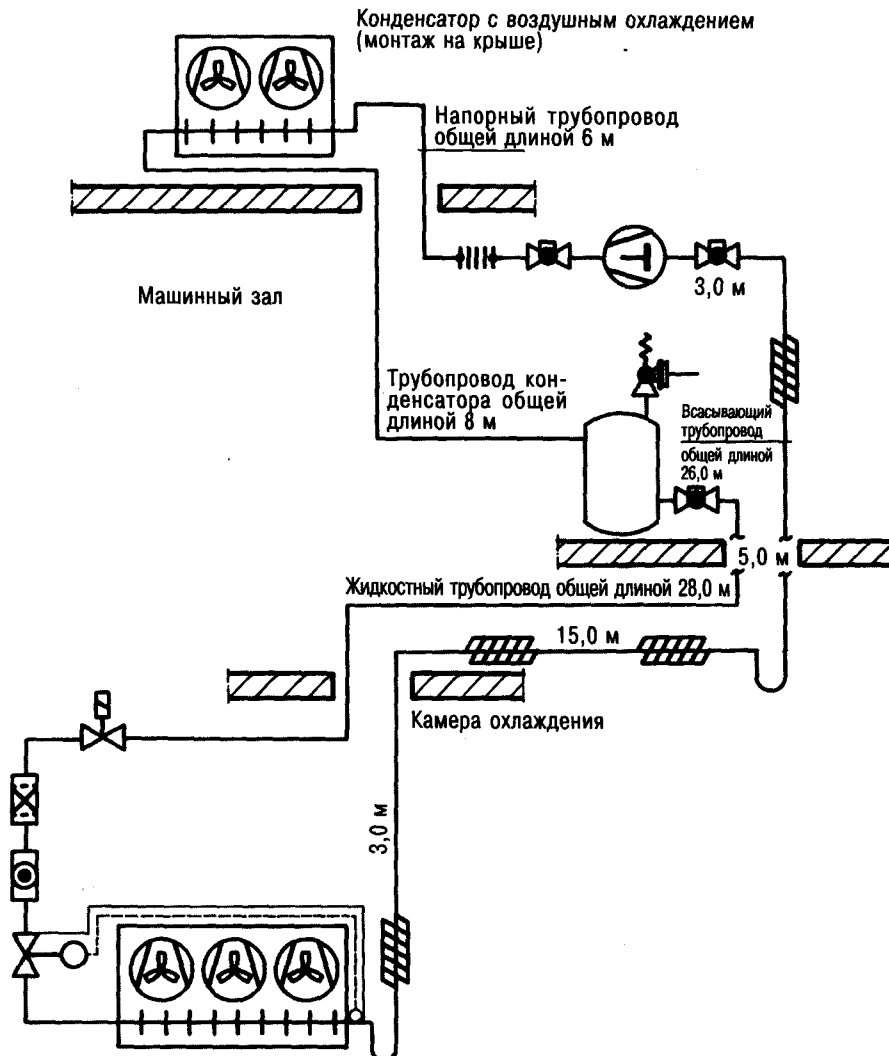 Конденсатор с воздушным охлаждением
(монтаж на крыше)
Напорный трубопровод
общей длиной 6 м
Машинный зал
3,0 м
Трубопровод кон-
денсатора общей
длиной 8 м
Всасывающий
трубопровод
общей длиной
26,0 м
5,0 м
Жидкостный трубопровод общей длиной 28,0 м
15,0 м
Камера охлаждения
3,0 м